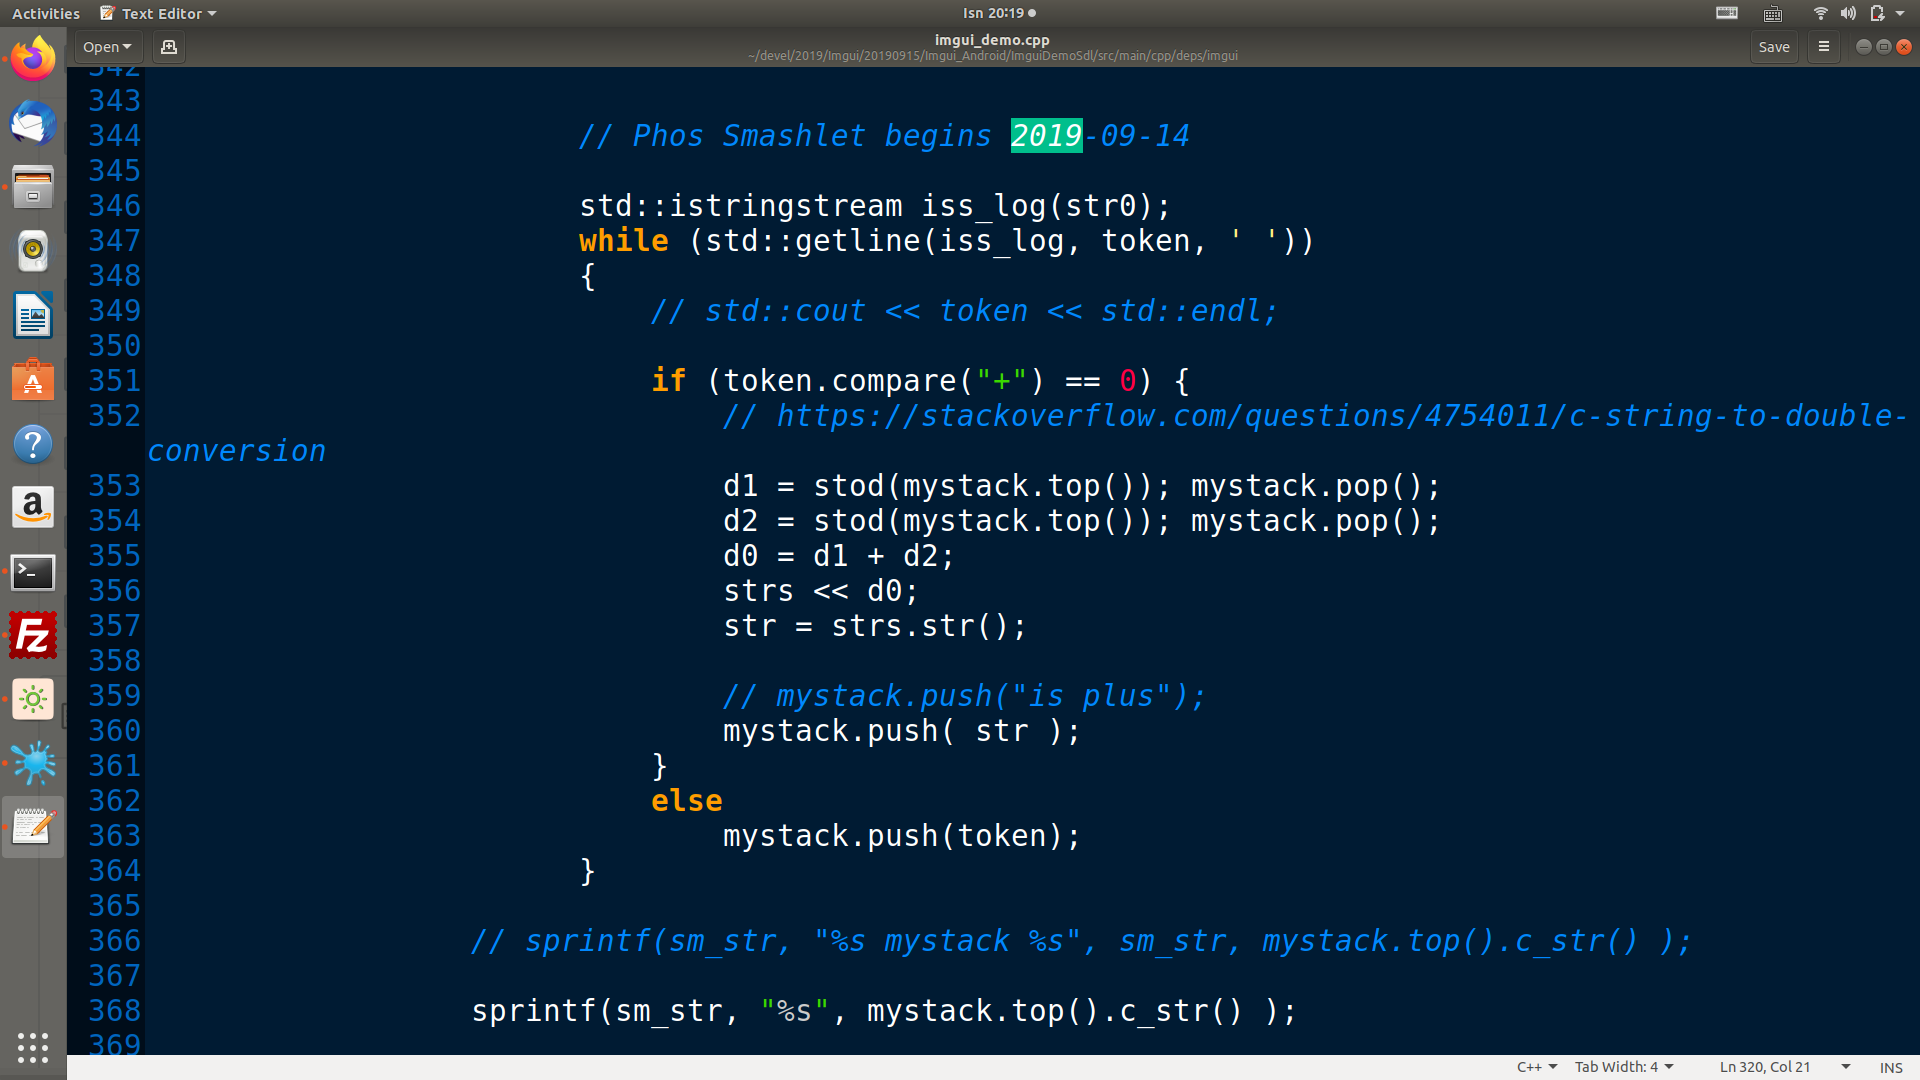 Activities Text Editor Isn 20:19
Open imgui_demo.cpp Save
~/devel/2019/Imgui/20190915/Imgui_Android/ImguiDemoSdl/src/main/cpp/deps/imgui
342
343
344 // Phos Smashlet begins 2019-09-14
345
346 std::istringstream iss_log(str0);
347 while (std::getline(iss_log, token, ' '))
348 {
349 // std::cout << token << std::endl;
350
351 if (token.compare("+") == 0) {
352 // https://stackoverflow.com/questions/4754011/c-string-to-double-
conversion
353 d1 = stod(mystack.top()); mystack.pop();
354 d2 = stod(mystack.top()); mystack.pop();
355 d0 = d1 + d2;
356 strs << d0;
357 str = strs.str();
358
359 // mystack.push("is plus");
360 mystack.push( str );
361 }
362 else
363 mystack.push(token);
364 }
365
366 // sprintf(sm_str, "%s mystack %s", sm_str, mystack.top().c_str() );
367
368 sprintf(sm_str, "%s", mystack.top().c_str() );
369
C++ Tab Width: 4 Ln 320, Col 21 INS